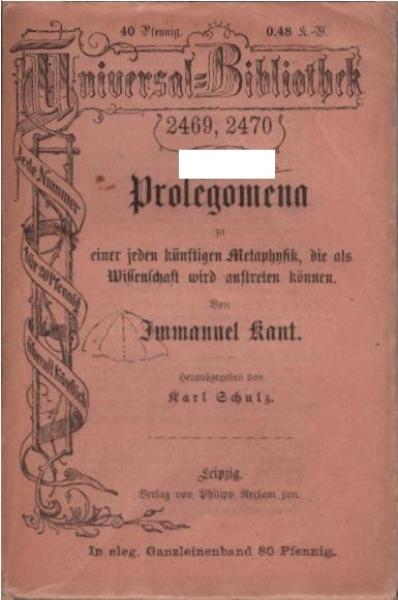 40 Pfennig. 0,48 K.-W.
Universal-Bibliothek
2469, 2470
Jede Nummer
für 20 Pfennig
überall käuflich
Prolegomena
zu
einer jeden künftigen Metaphysik, die als
Wissenschaft wird auftreten können.
Von
Immanuel Kant.
Herausgegeben von
Karl Schulz.
Leipzig.
Verlag von Philipp Reclam jun.
In eleg. Ganzleinenband 80 Pfennig.